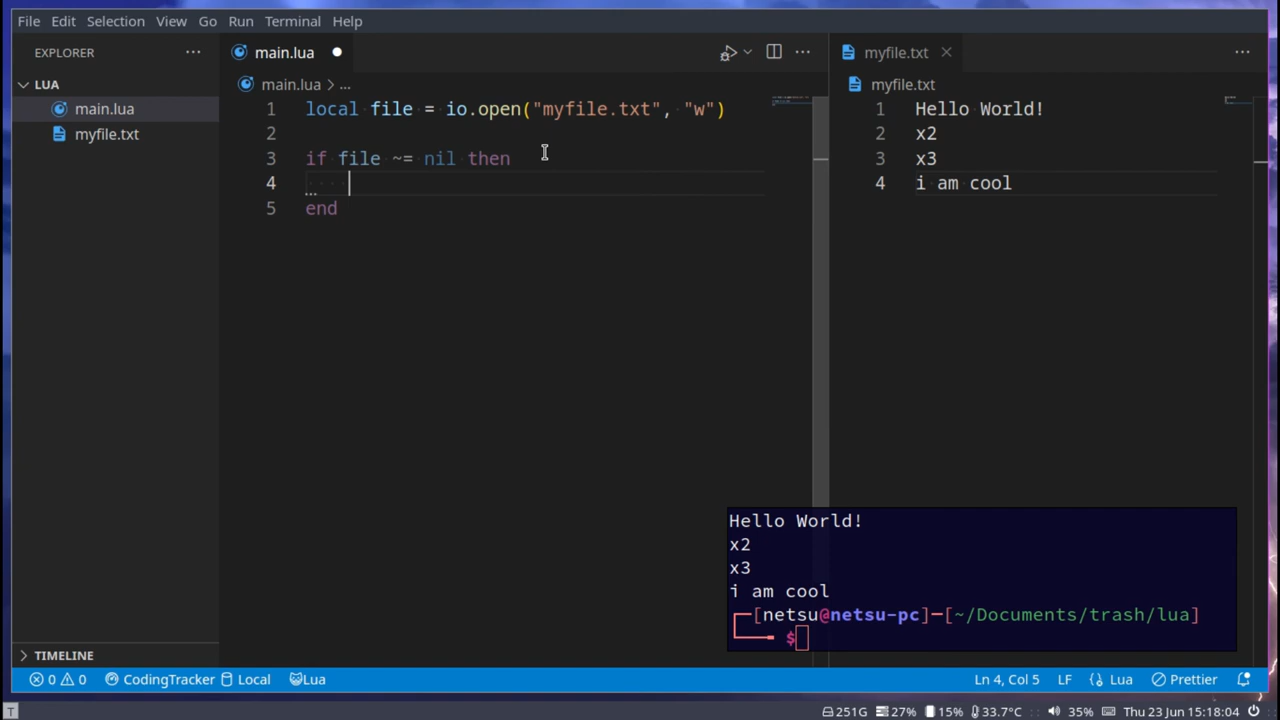 File Edit Selection View Go Run Terminal Help
EXPLORER ···
LUA
main.lua
myfile.txt
TIMELINE
main.lua
main.lua > ...
1 local file = io.open("myfile.txt", "w")
2
3 if file ~= nil then
4
5 end
myfile.txt
myfile.txt
1 Hello World!
2 x2
3 x3
4 i am cool
Hello World!
x2
x3
i am cool
[netsu@netsu-pc]-[~/Documents/trash/lua]
$
0 0 CodingTracker Local Lua Ln 4, Col 5 LF Lua Prettier
T 251G 27% 15% 33.7°C 35% Thu 23 Jun 15:18:04